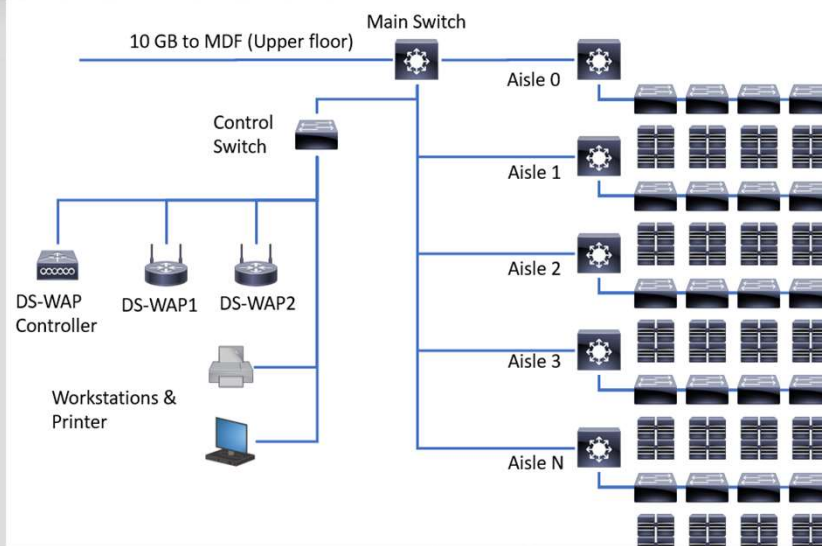 Main Switch
10 GB to MDF (Upper floor)
Aisle 0
Control
Switch
Aisle 1
Aisle 2
DS-WAP
Controller
DS-WAP1
DS-WAP2
Aisle 3
Workstations &
Printer
Aisle N